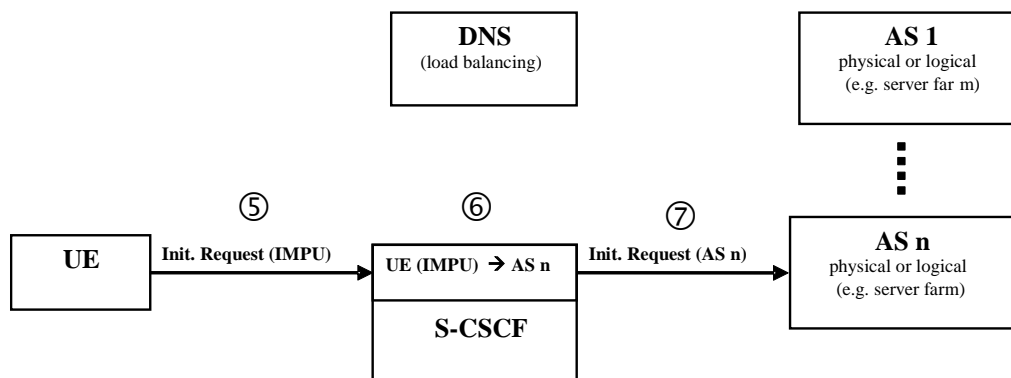 DNS
(load balancing)
AS 1
physical or logical
(e.g. server far m)
⑤
⑥
⑦
UE
Init. Request (IMPU)
UE (IMPU) → AS n
Init. Request (AS n)
AS n
physical or logical
(e.g. server farm)
S-CSCF